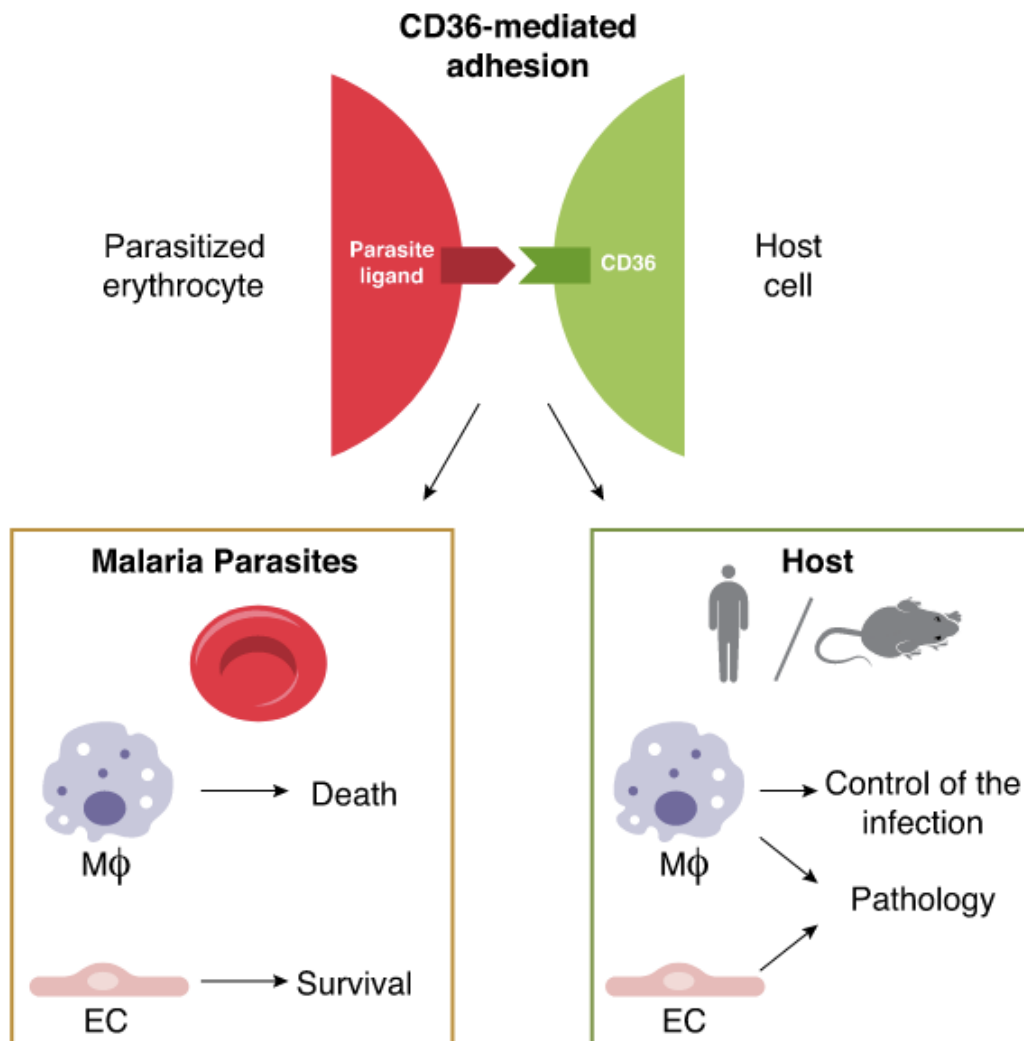 CD36-mediated
adhesion
Parasitized
erythrocyte
Parasite
ligand
CD36
Host
cell
Malaria Parasites
Mϕ
Death
EC
Survival
Host
Mϕ
Control of the
infection
Pathology
EC